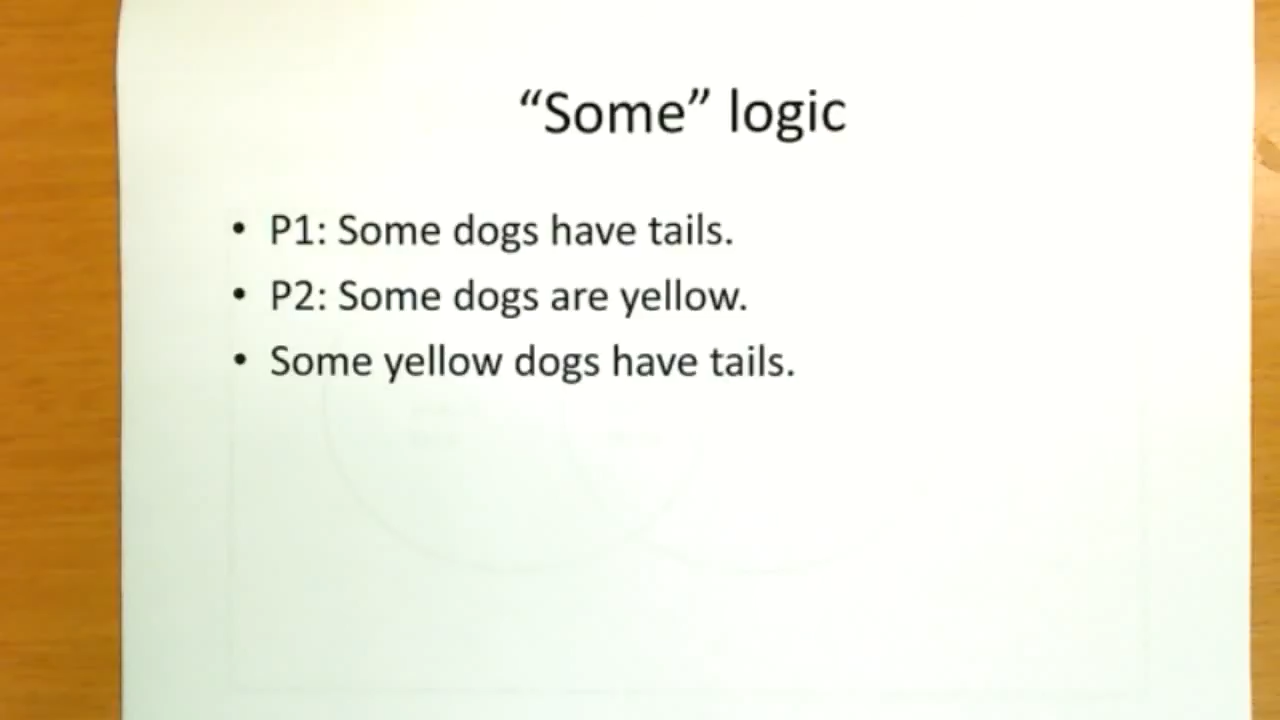 “Some” logic
• P1: Some dogs have tails.
• P2: Some dogs are yellow.
• Some yellow dogs have tails.